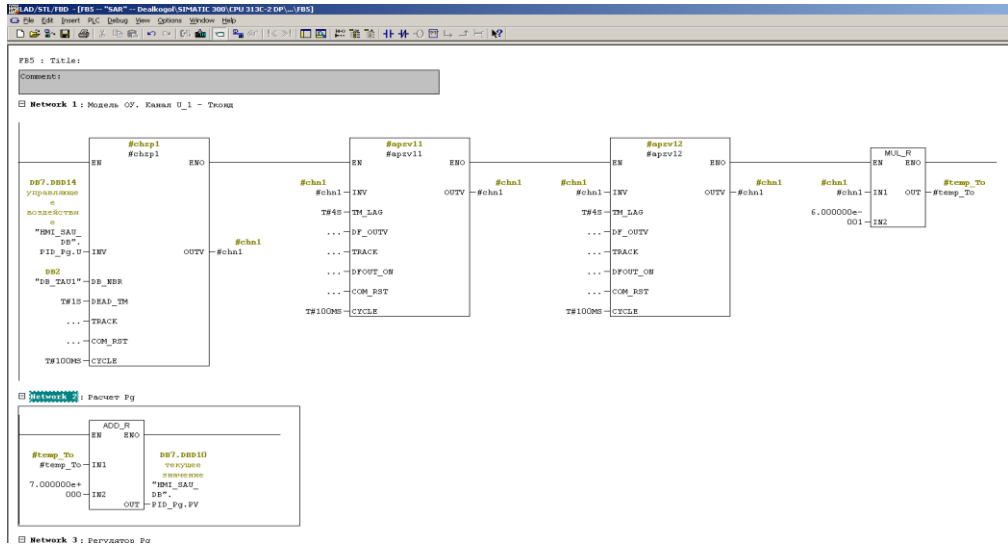 LAD/STL/FBD - [FB5 -- "SAR" -- Dealkogol\SIMATIC 300\CPU 313C-2 DP\...\FB5]
File Edit Insert PLC Debug View Options Window Help
FB5 : Title:
Comment:
Network 1: Модель ОУ. Канал U_1 - Тконд
#chzp1
#chzp1
EN ENO
DB7.DBD14
управляюще
е
воздействи
е
"HMI_SAU_
DB".
PID_Pg.U INV
OUTV
#chn1
#chn1
DB2
"DB_TAU1" DB_NBR
T#1S DEAD_TM
... TRACK
... COM_RST
T#100MS CYCLE
#apzv11
#apzv11
EN ENO
#chn1
#chn1 INV
OUTV
#chn1
#chn1
T#4S TM_LAG
... DF_OUTV
... TRACK
... DFOUT_ON
... COM_RST
T#100MS CYCLE
#apzv12
#apzv12
EN ENO
#chn1
#chn1 INV
OUTV
#chn1
#chn1
T#4S TM_LAG
... DF_OUTV
... TRACK
... DFOUT_ON
... COM_RST
T#100MS CYCLE
MUL_R
EN ENO
#chn1
#chn1 IN1
OUT
#temp_To
#temp_To
6.000000e-
001 IN2
Network 2: Расчет Pg
ADD_R
EN ENO
#temp_To
#temp_To IN1
7.000000e+
000 IN2
DB7.DBD10
текущее
значение
"HMI_SAU_
DB".
OUT PID_Pg.PV
Network 3: Регулятор Pg